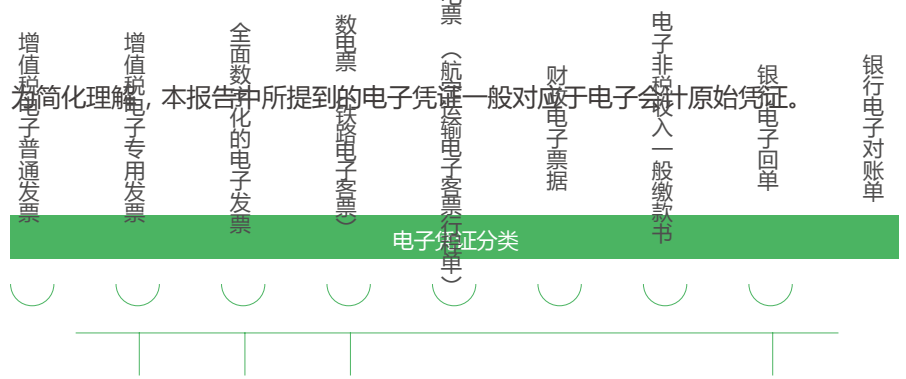 为简化理解，本报告中所提到的电子凭证一般对应于电子会计原始凭证。
电子凭证分类
增值税电子普通发票
增值税电子专用发票
全面数字化的电子发票
数电票（铁路电子客票）
电票（航空运输电子客票行程单）
财政电子票据
电子非税收入一般缴款书
银行电子回单
银行电子对账单